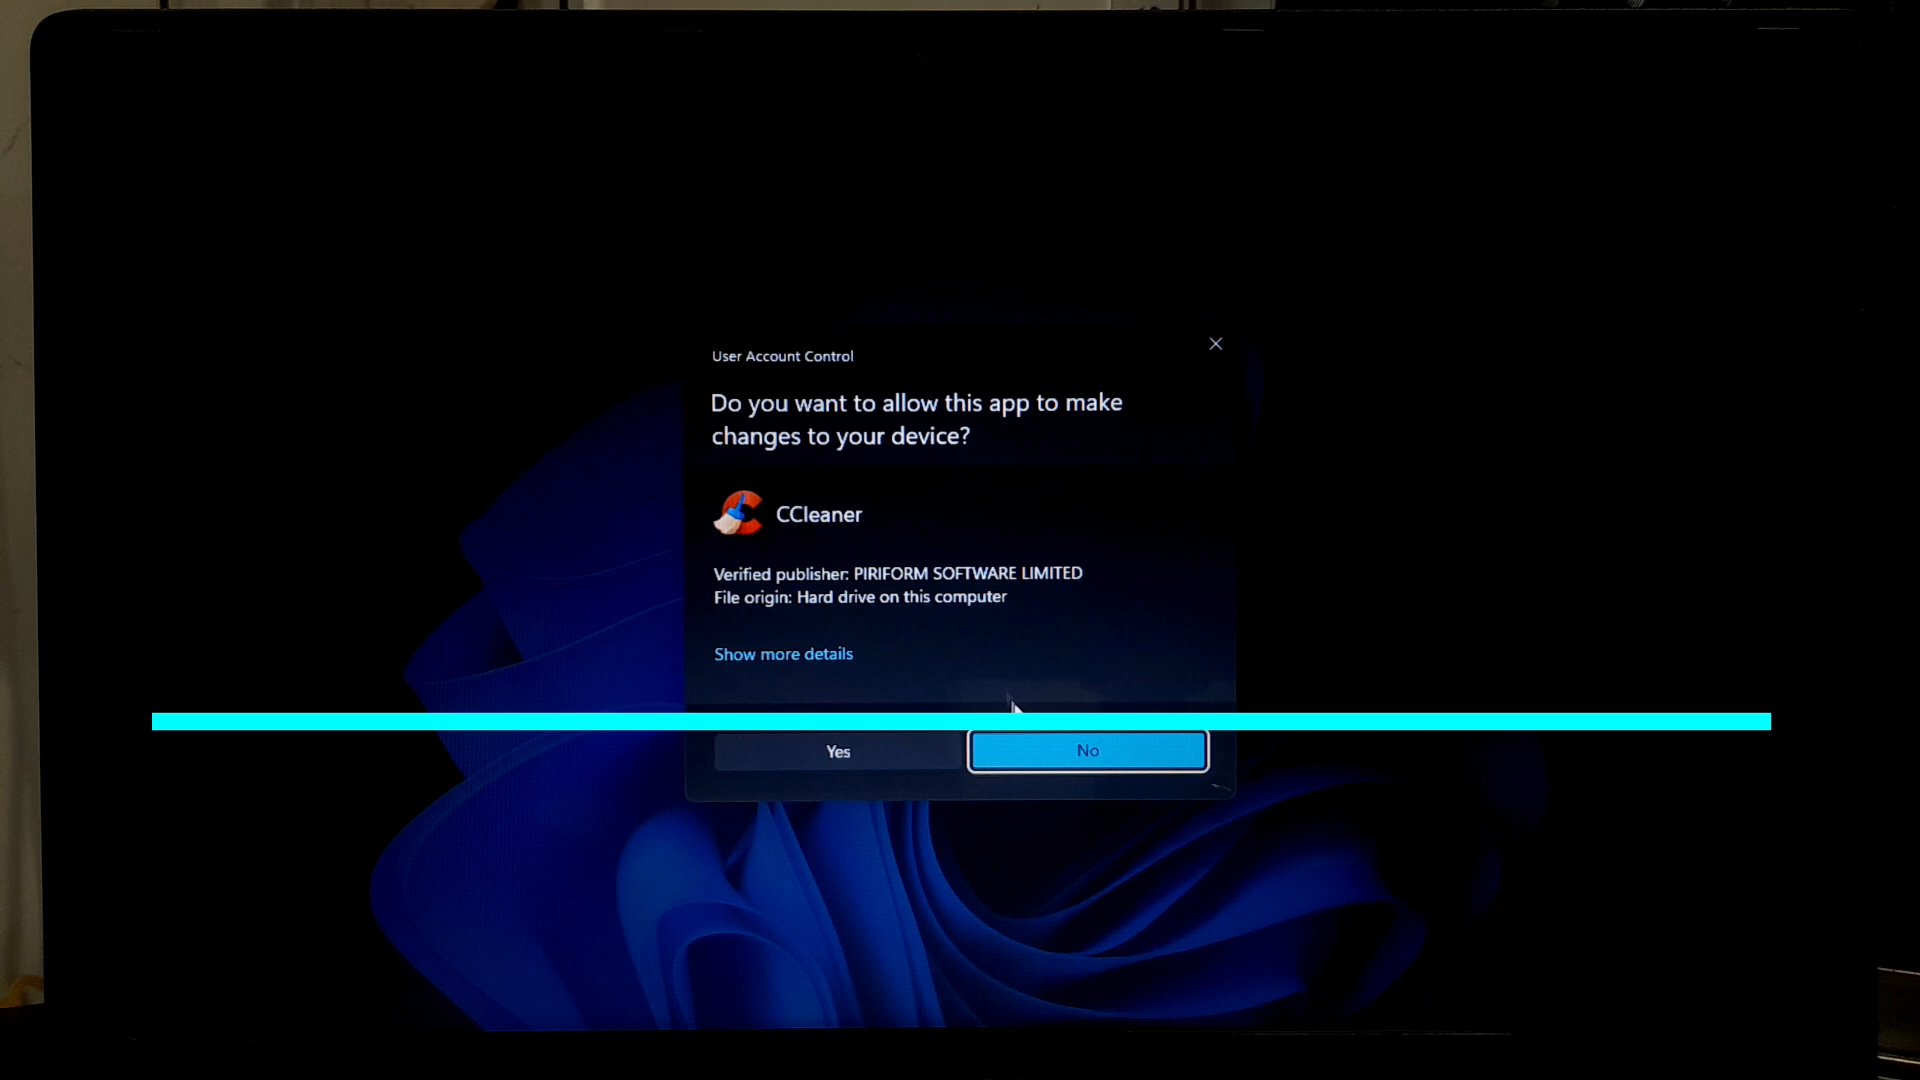 User Account Control
Do you want to allow this app to make
changes to your device?
CCleaner
Verified publisher: PIRIFORM SOFTWARE LIMITED
File origin: Hard drive on this computer
Show more details
Yes
No